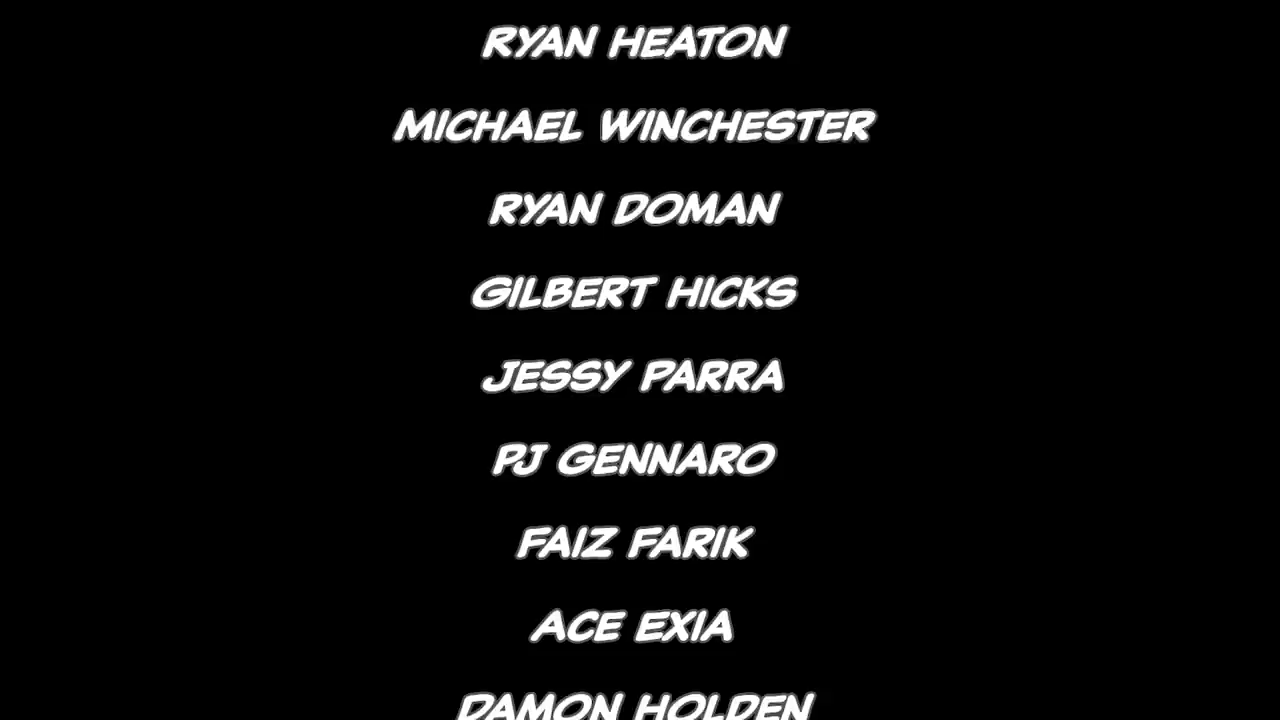 RYAN HEATON
MICHAEL WINCHESTER
RYAN DOMAN
GILBERT HICKS
JESSY PARRA
PJ GENNARO
FAIZ FARIK
ACE EXIA
DAMON HOLDEN